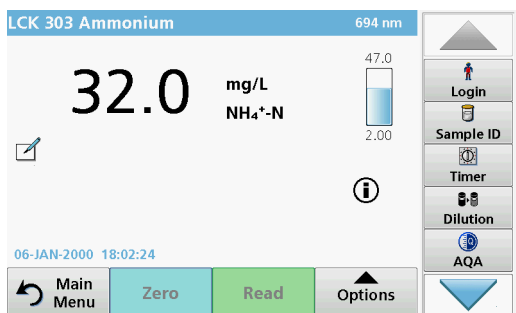 LCK 303 Ammonium 694 nm
32.0 mg/L
NH₄⁺-N
47.0
2.00
06-JAN-2000 18:02:24
Main Menu
Zero
Read
Options
Login
Sample ID
Timer
Dilution
AQA